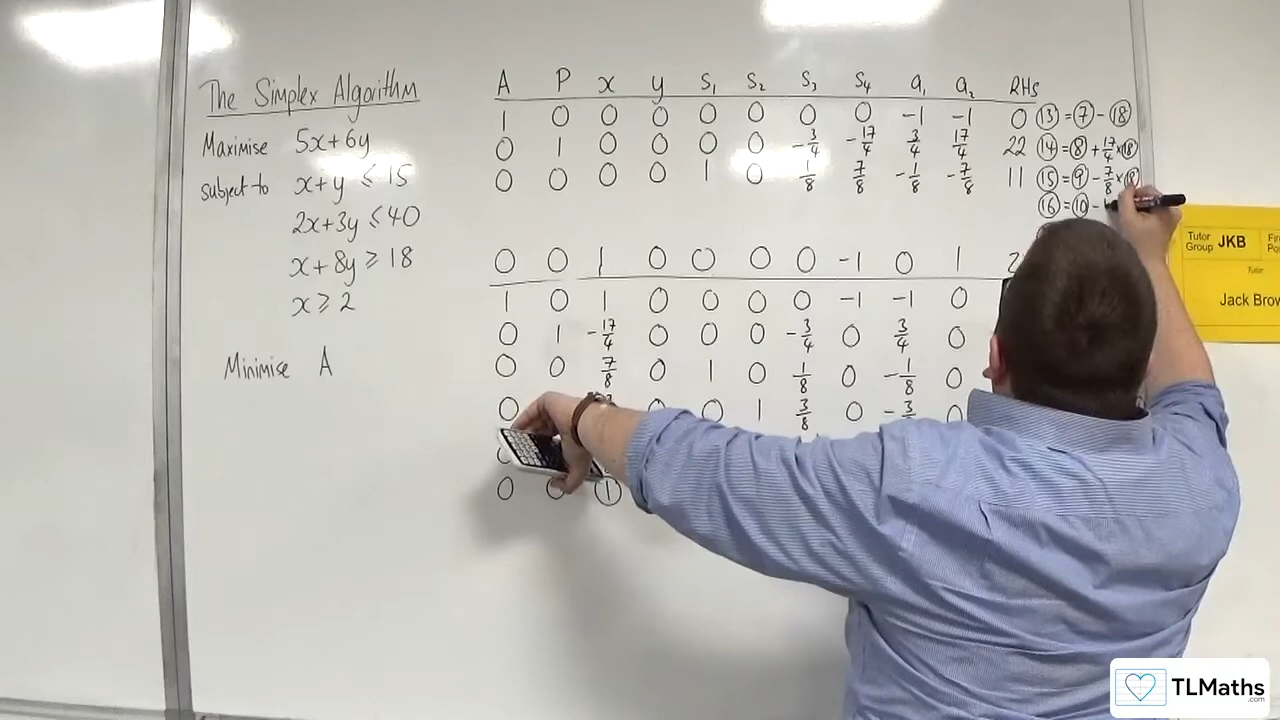 The Simplex Algorithm
Maximise 5x+6y
subject to x+y ≤ 15
2x+3y ≤ 40
x+8y ≥ 18
x ≥ 2
Minimise A
A P x y S₁ S₂ S₃ S₄ a₁ a₂ RHS
1 0 0 0 0 0 0 0 -1 -1 0 ⑬ = ⑦ - ⑱
0 1 0 0 0 0 -3/4 -17/4 3/4 17/4 22 ⑭ = ⑧ + 17/4 × ⑱
0 0 0 0 1 0 1/8 7/8 -1/8 -7/8 11 ⑮ = ⑨ - 7/8 × ⑱
⑯ = ⑩ -
0 0 1 0 0 0 0 -1 0 1 2
1 0 1 0 0 0 0 -1 -1 0
0 1 -17/4 0 0 0 -3/4 0 3/4 0
0 0 7/8 0 1 0 1/8 0 -1/8 0
0 0 0 1 3/8 0 -3/8 0
0 0 1
Tutor Group JKB
Tutor
Jack Brow
TLMaths
.com